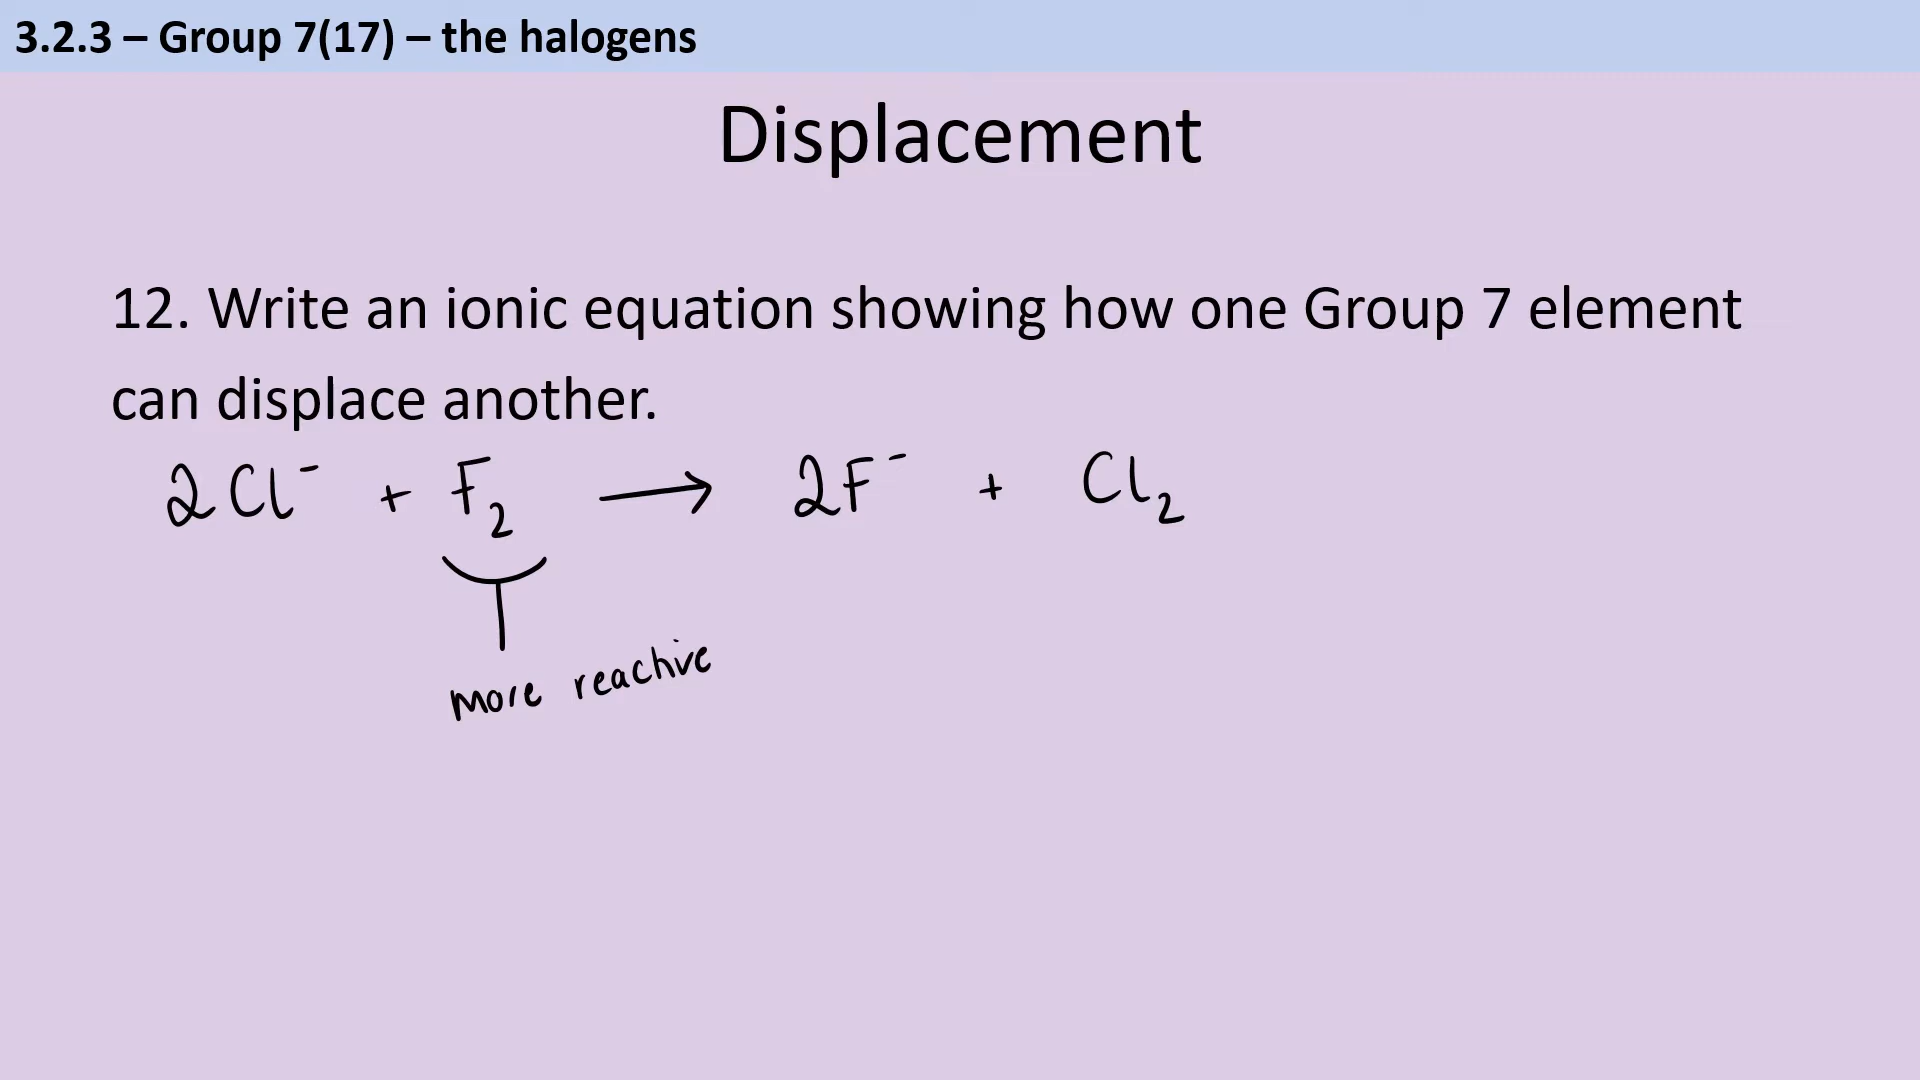 3.2.3 – Group 7(17) – the halogens
Displacement
12. Write an ionic equation showing how one Group 7 element
can displace another.
2Cl⁻ + F₂ → 2F⁻ + Cl₂
more reactive